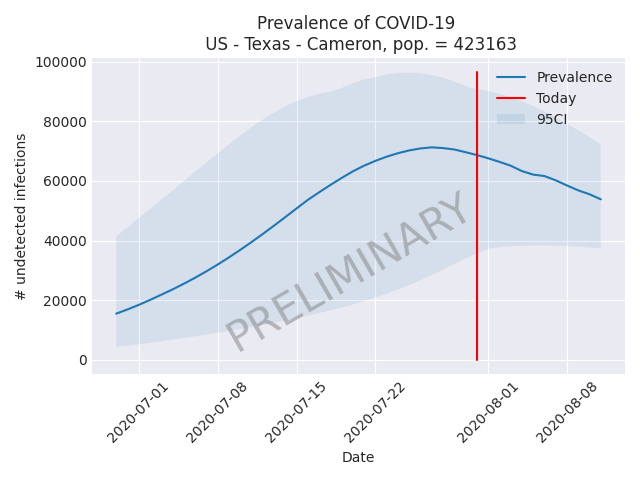 Prevalence of COVID-19
US - Texas - Cameron, pop. = 423163
100000
80000
60000
40000
20000
0
# undetected infections
Prevalence
Today
95CI
PRELIMINARY
2020-07-01
2020-07-08
2020-07-15
2020-07-22
2020-08-01
2020-08-08
Date